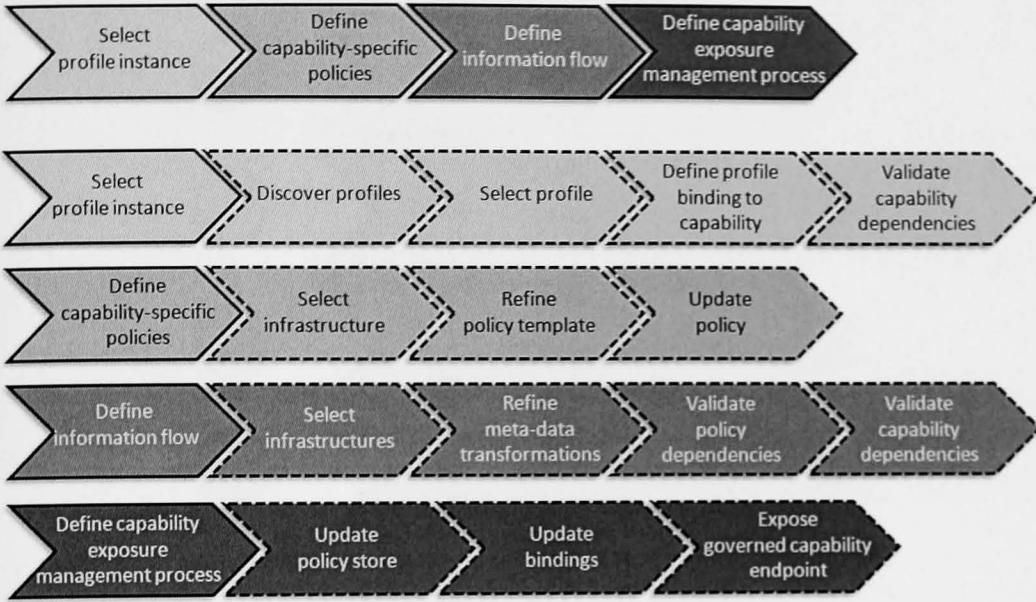 Select
profile instance
Define
capability-specific
policies
Define
information flow
Define capability
exposure
management process
Select
profile instance
Discover profiles
Select profile
Define profile
binding to
capability
Validate
capability
dependencies
Define
capability-specific
policies
Select
infrastructure
Refine
policy template
Update
policy
Define
information flow
Select
infrastructures
Refine
meta-data
transformations
Validate
policy
dependencies
Validate
capability
dependencies
Define capability
exposure
management process
Update
policy store
Update
bindings
Expose
governed capability
endpoint